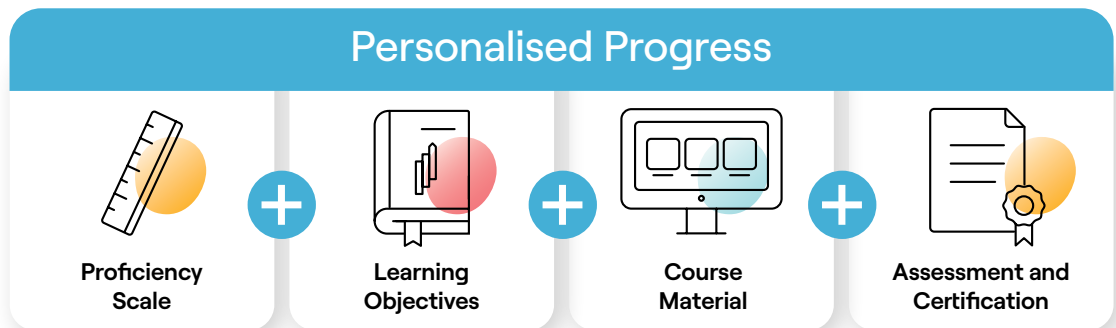 Personalised Progress
Proficiency
Scale
Learning
Objectives
Course
Material
Assessment and
Certification